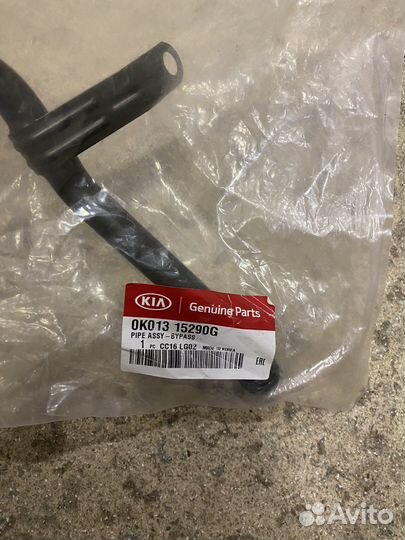 KIA Genuine Parts
0K013 15290G
PIPE ASSY-BYPASS
1 PC CC16 LG02 MADE IN KOREA
EAC
Avito